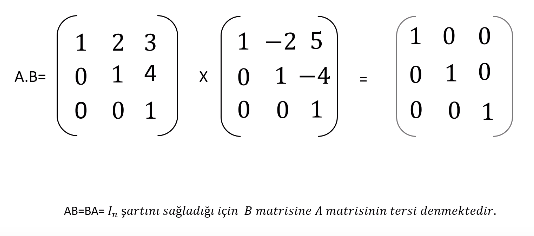 1 2 3 1 −2 5 1 0 0
A.B= 0 1 4 X 0 1 −4 = 0 1 0
0 0 1 0 0 1 0 0 1
AB=BA= Iₙ şartını sağladığı için B matrisine A matrisinin tersi denmektedir.